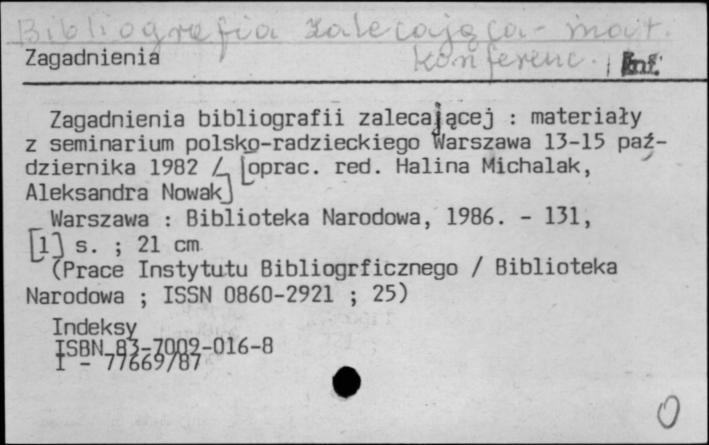 Bibliografia zalecająca - mat.
konferenc. | Inf.
Zagadnienia
Zagadnienia bibliografii zalecającej : materiały
z seminarium polsko-radzieckiego Warszawa 13-15 paź-
dziernika 1982 / [oprac. red. Halina Michalak,
Aleksandra Nowak]
Warszawa : Biblioteka Narodowa, 1986. - 131,
[1] s. ; 21 cm
(Prace Instytutu Bibliogrficznego / Biblioteka
Narodowa ; ISSN 0860-2921 ; 25)
Indeksy
ISBN 83-7009-016-8
I - 77669/87
0